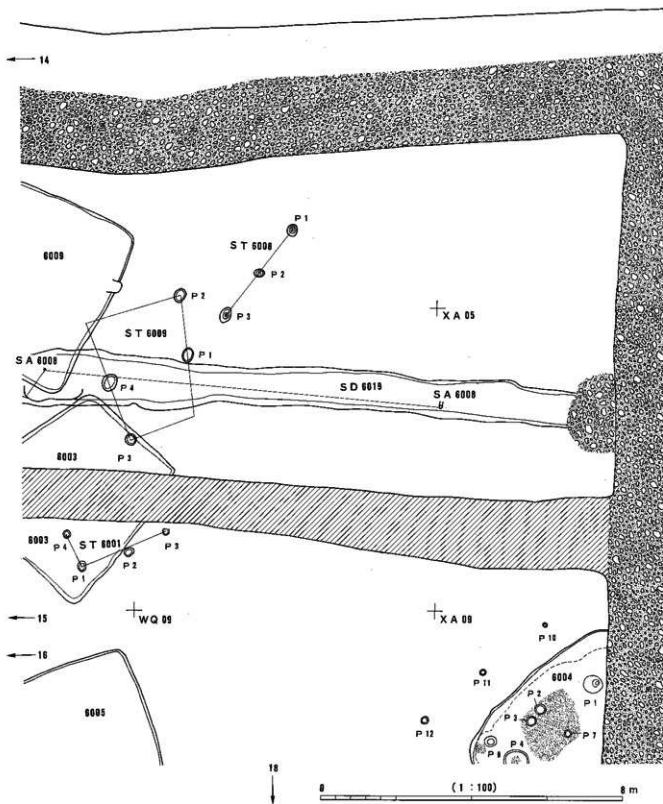 14
P 1
ST 6008
P 2
P 3
6009
P 2
XA 05
ST 6009
P 1
SA 6008
P 4
SD 6019
SA 6008
P 3
6003
6003
P 4
ST 6001
P 3
P 2
P 1
15
WQ 09
XA 09
P 10
16
P 11
6004
P 1
P 2
P 3
P 7
6005
P 12
P 4
18
0
(1:100)
8 m